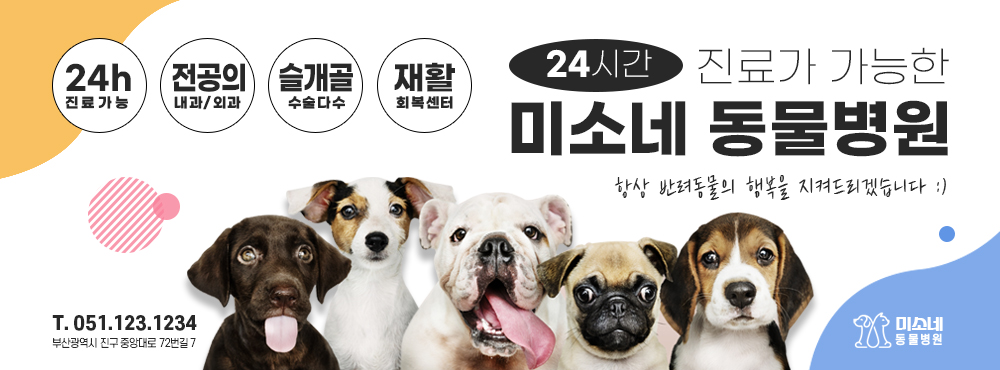 24h
진료가능
전공의
내과/외과
슬개골
수술다수
재활
회복센터
24시간 진료가 가능한
미소네 동물병원
항상 반려동물의 행복을 지켜드리겠습니다 :)
T. 051.123.1234
부산광역시 진구 중앙대로 72번길 7
미소네
동물병원